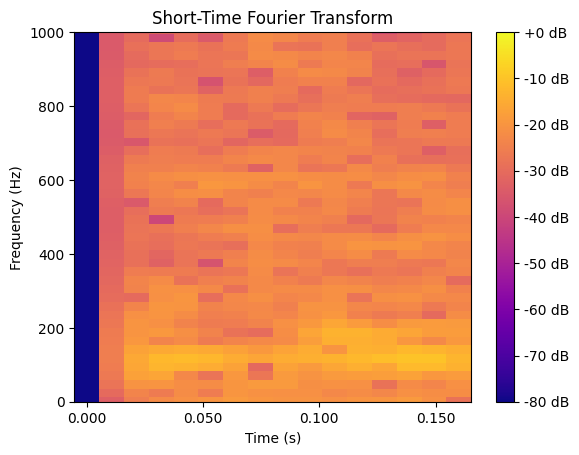 Short-Time Fourier Transform
Frequency (Hz)
1000
800
600
400
200
0
0.000
0.050
0.100
0.150
Time (s)
+0 dB
-10 dB
-20 dB
-30 dB
-40 dB
-50 dB
-60 dB
-70 dB
-80 dB